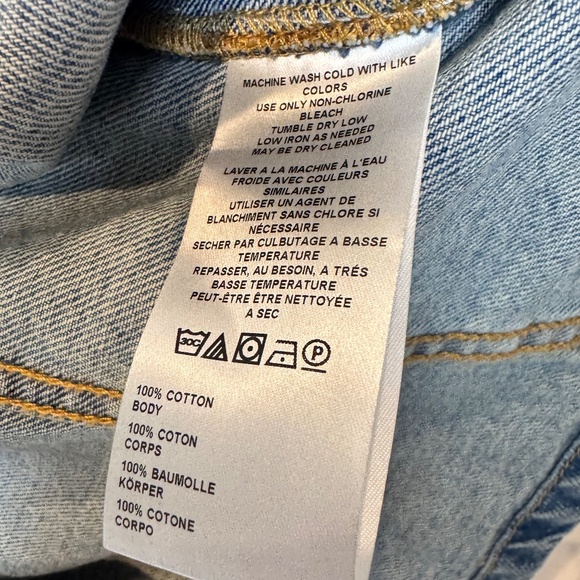 MACHINE WASH COLD WITH LIKE
COLORS
USE ONLY NON-CHLORINE
BLEACH
TUMBLE DRY LOW
LOW IRON AS NEEDED
MAY BE DRY CLEANED
LAVER A LA MACHINE À L'EAU
FROIDE AVEC COULEURS
SIMILAIRES
UTILISER UN AGENT DE
BLANCHIMENT SANS CHLORE SI
NÉCESSAIRE
SECHER PAR CULBUTAGE A BASSE
TEMPERATURE
REPASSER, AU BESOIN, A TRÉS
BASSE TEMPERATURE
PEUT-ÊTRE ÊTRE NETTOYÉE
A SEC
30C P
100% COTTON
BODY
100% COTON
CORPS
100% BAUMOLLE
KÖRPER
100% COTONE
CORPO